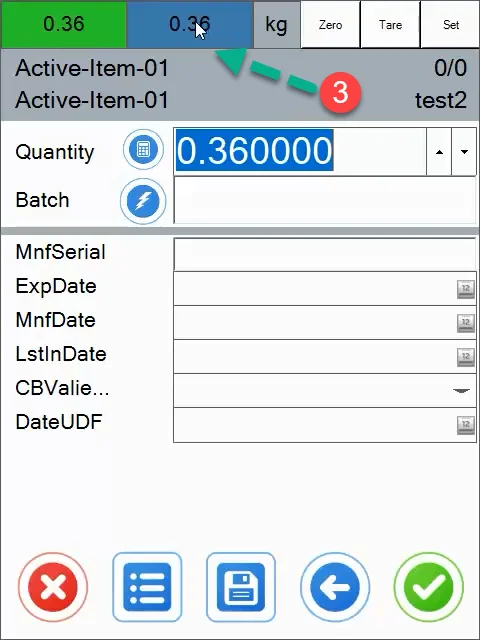 0.36 0.36 kg Zero Tare Set
3
Active-Item-01 0/0
Active-Item-01 test2
Quantity 0.360000
Batch
MnfSerial
ExpDate 12
MnfDate 12
LstInDate 12
CBValie...
DateUDF 12